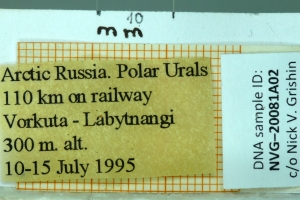 10
mm
Arctic Russia. Polar Urals
110 km on railway
Vorkuta - Labytnangi
300 m. alt.
10-15 July 1995
DNA sample ID:
NVG-20081A02
c/o Nick V. Grishin